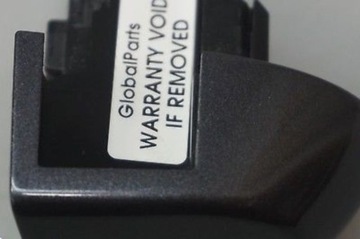 GlobalParts
WARRANTY VOID
IF REMOVED